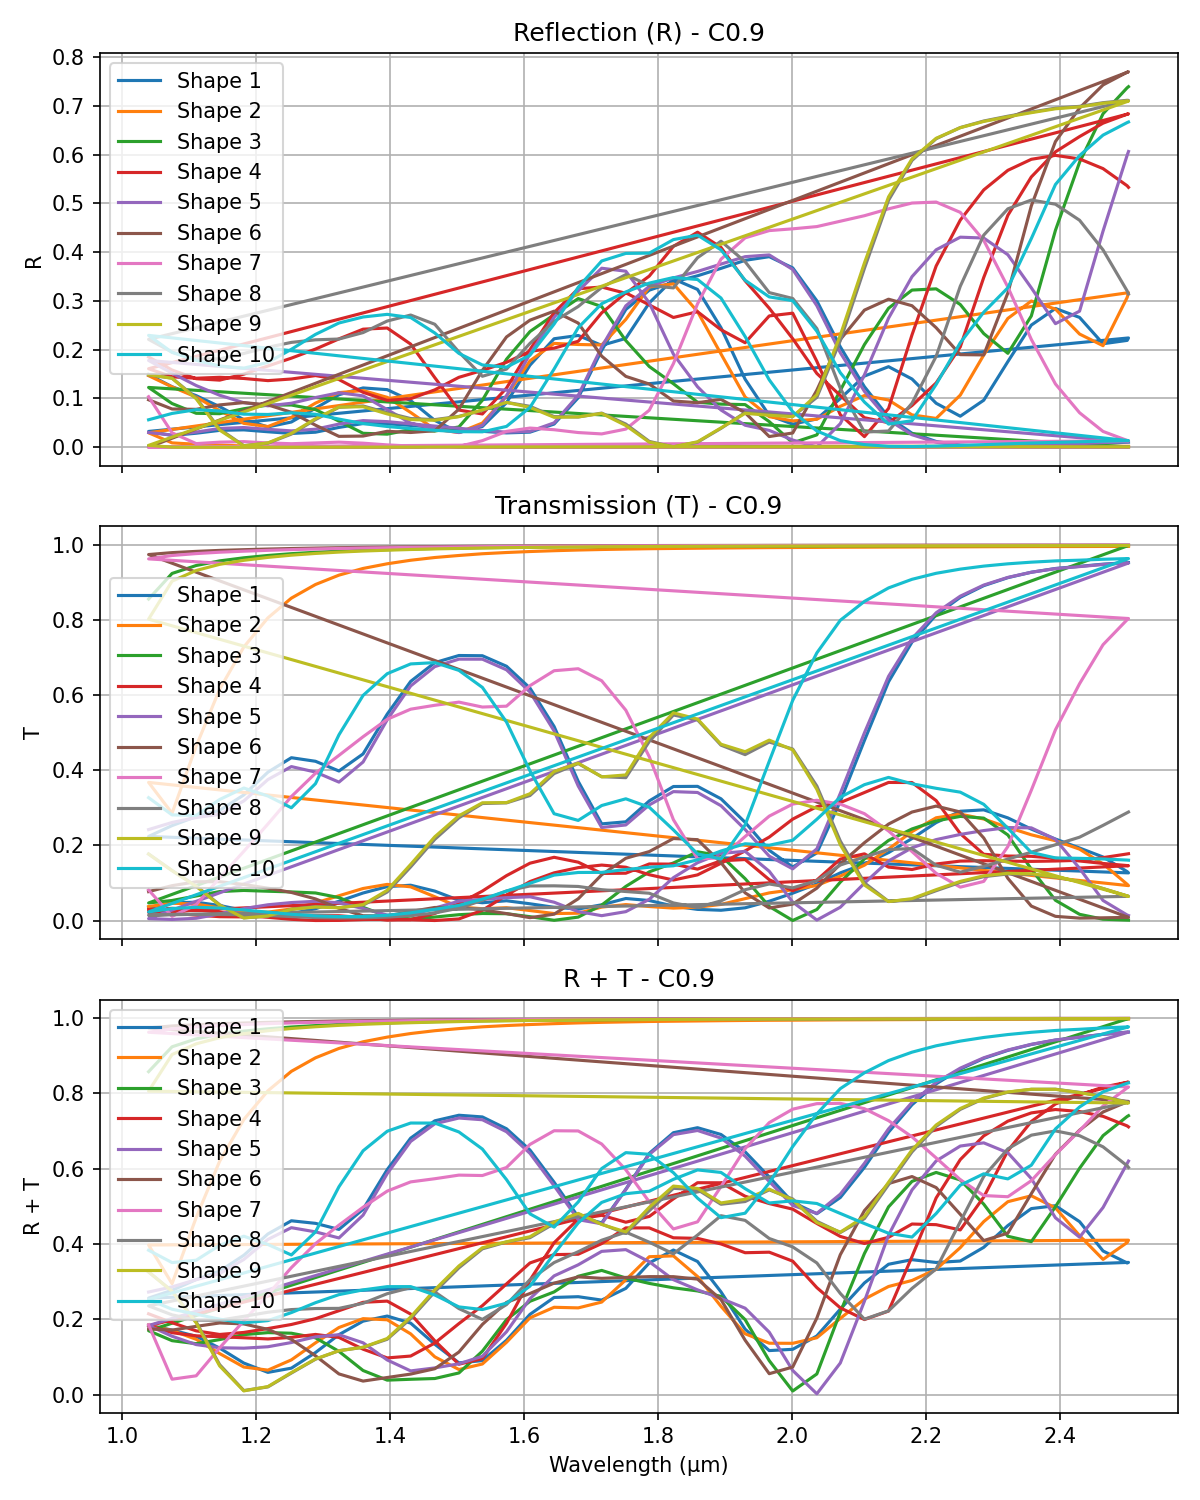 Reflection (R) - C0.9
R
0.8
0.7
0.6
0.5
0.4
0.3
0.2
0.1
0.0
Shape 1
Shape 2
Shape 3
Shape 4
Shape 5
Shape 6
Shape 7
Shape 8
Shape 9
Shape 10
Transmission (T) - C0.9
T
1.0
0.8
0.6
0.4
0.2
0.0
Shape 1
Shape 2
Shape 3
Shape 4
Shape 5
Shape 6
Shape 7
Shape 8
Shape 9
Shape 10
R + T - C0.9
R + T
1.0
0.8
0.6
0.4
0.2
0.0
Shape 1
Shape 2
Shape 3
Shape 4
Shape 5
Shape 6
Shape 7
Shape 8
Shape 9
Shape 10
1.0 1.2 1.4 1.6 1.8 2.0 2.2 2.4
Wavelength (μm)